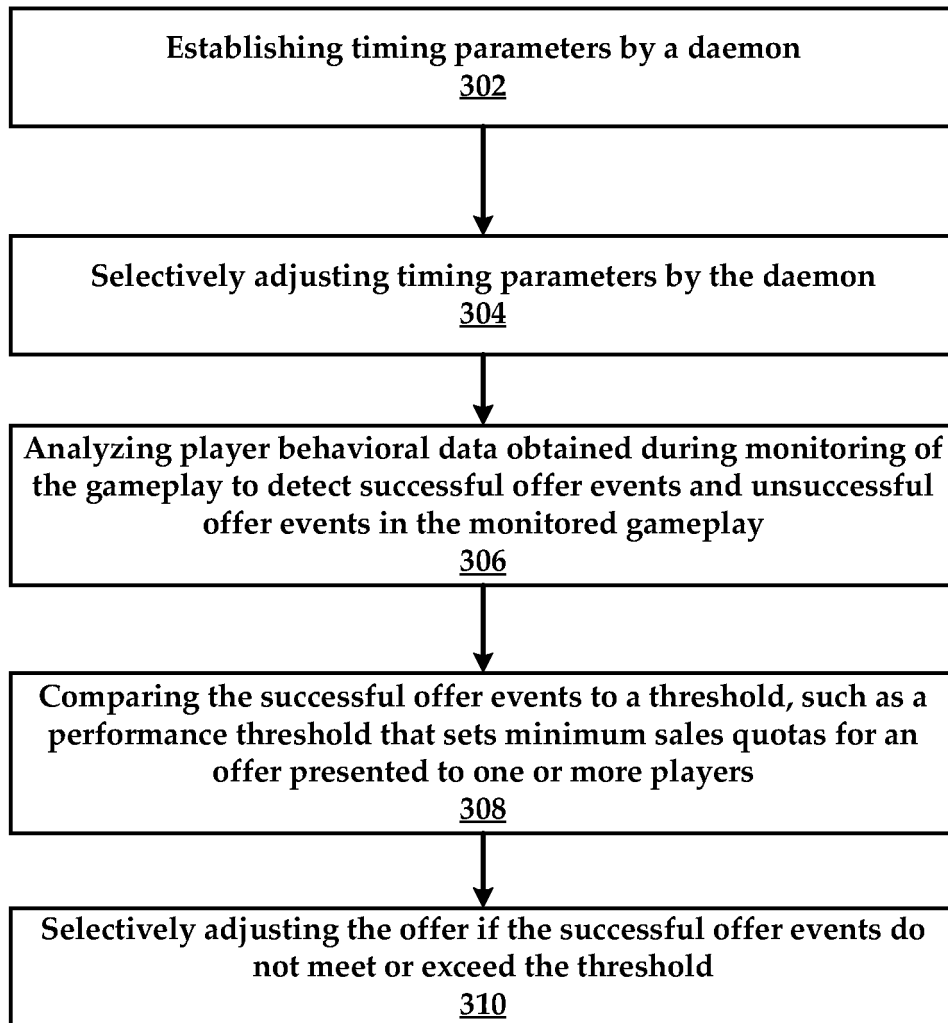 Establishing timing parameters by a daemon
302
Selectively adjusting timing parameters by the daemon
304
Analyzing player behavioral data obtained during monitoring of
the gameplay to detect successful offer events and unsuccessful
offer events in the monitored gameplay
306
Comparing the successful offer events to a threshold, such as a
performance threshold that sets minimum sales quotas for an
offer presented to one or more players
308
Selectively adjusting the offer if the successful offer events do
not meet or exceed the threshold
310